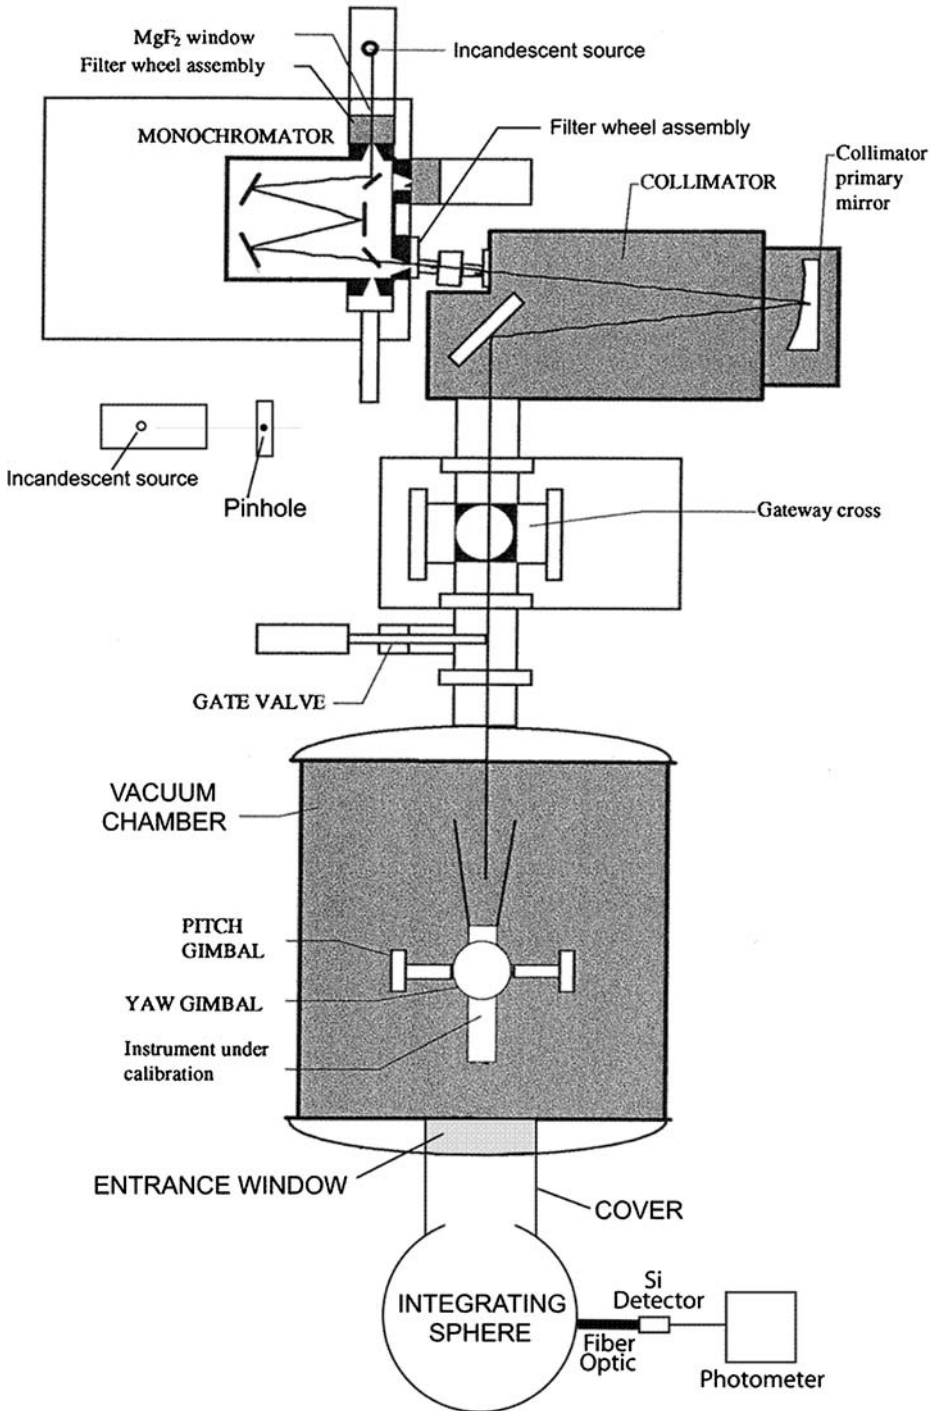 MgF₂ window
Incandescent source
Filter wheel assembly
MONOCHROMATOR
Filter wheel assembly
Collimator
primary
mirror
COLLIMATOR
Incandescent source
Pinhole
Gateway cross
GATE VALVE
VACUUM
CHAMBER
PITCH
GIMBAL
YAW GIMBAL
Instrument under
calibration
ENTRANCE WINDOW
COVER
INTEGRATING
SPHERE
Si
Detector
Fiber
Optic
Photometer